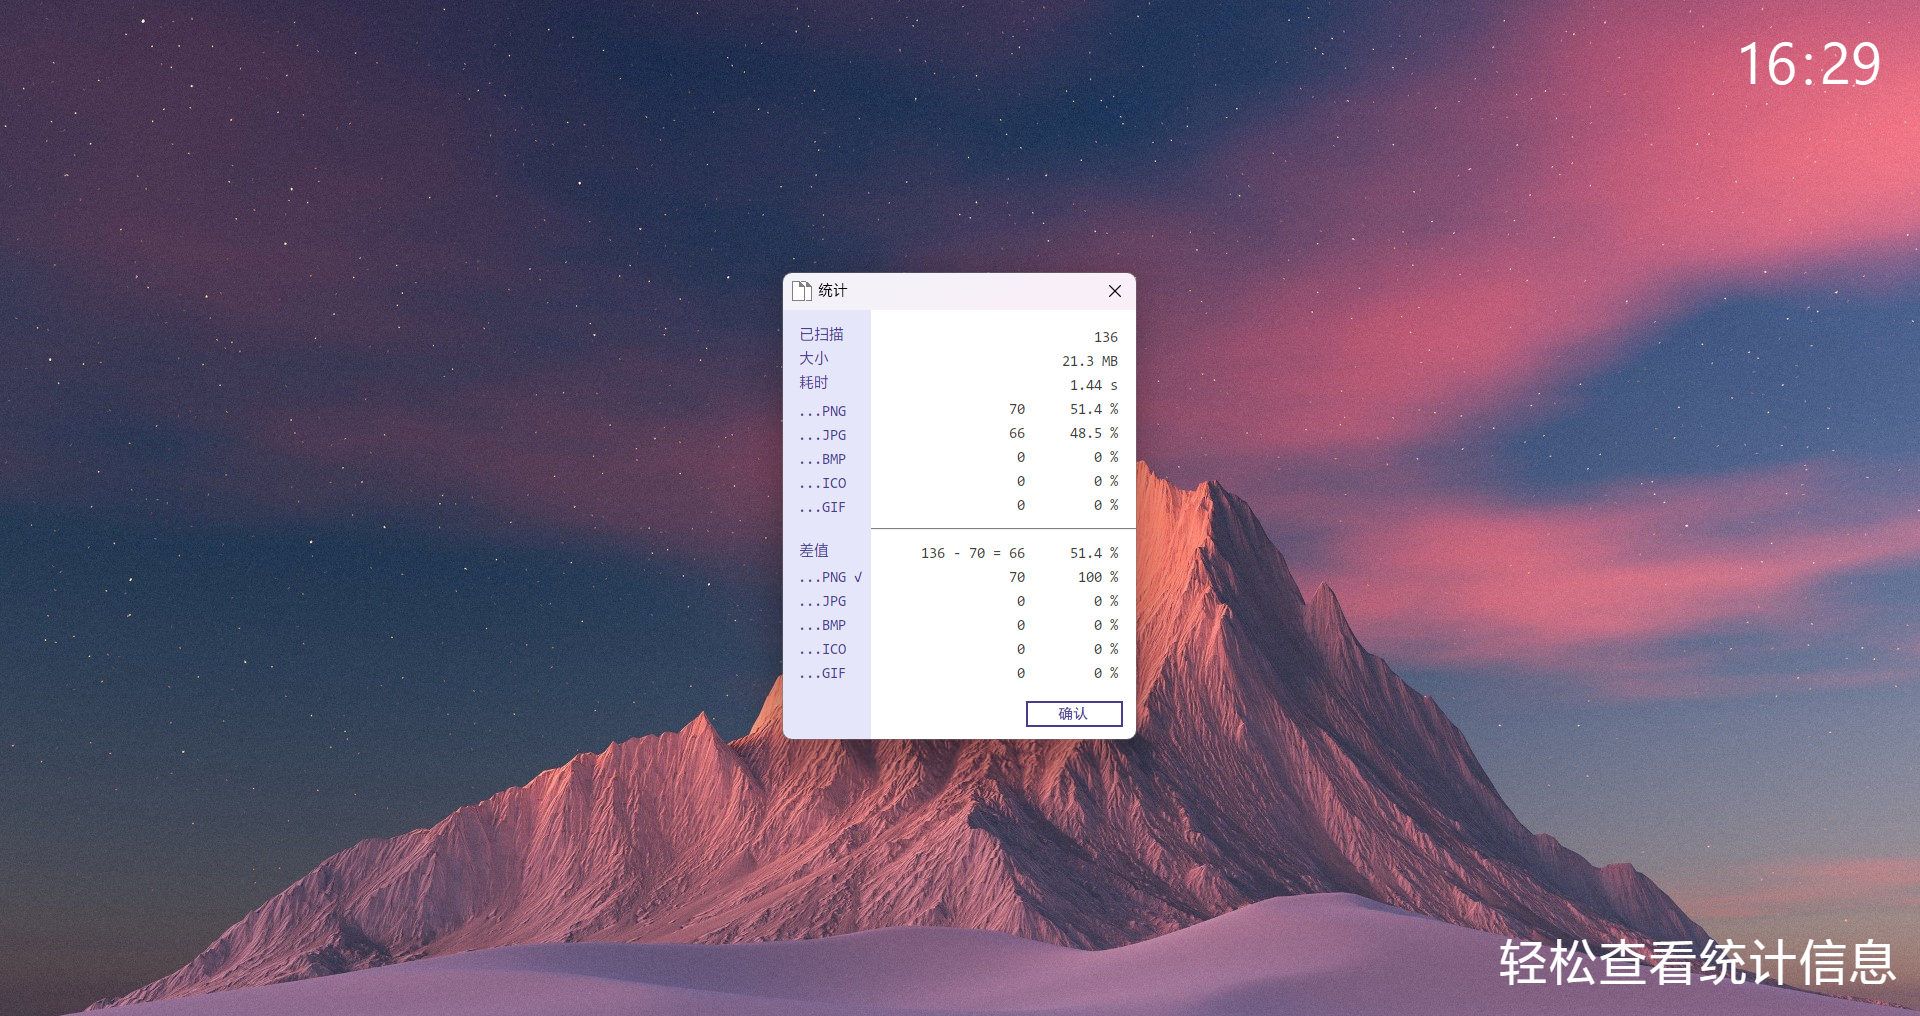 16:29
统计
已扫描 136
大小 21.3 MB
耗时 1.44 s
...PNG 70 51.4 %
...JPG 66 48.5 %
...BMP 0 0 %
...ICO 0 0 %
...GIF 0 0 %
差值 136 - 70 = 66 51.4 %
...PNG √ 70 100 %
...JPG 0 0 %
...BMP 0 0 %
...ICO 0 0 %
...GIF 0 0 %
确认
轻松查看统计信息